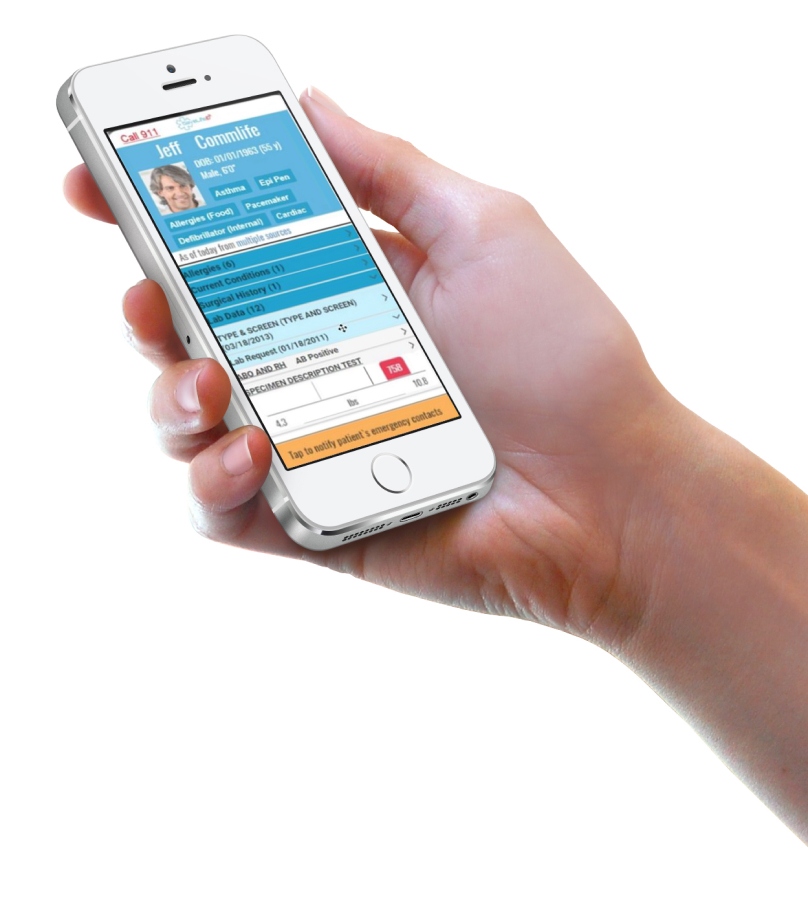 Call 911
Jeff Commlife
DOB: 01/01/1963 (55 y)
Male, 6'0"
Asthma Epi Pen
Allergies (Food) Pacemaker
Defibrillator (Internal) Cardiac
As of today from multiple sources
Allergies (6)
Current Conditions (1)
Surgical History (1)
Lab Data (12)
TYPE & SCREEN (TYPE AND SCREEN)
(03/18/2013)
Lab Request (01/18/2011)
ABO AND RH AB Positive
SPECIMEN DESCRIPTION TEST
758
4.3 lbs 10.8
Tap to notify patient's emergency contacts